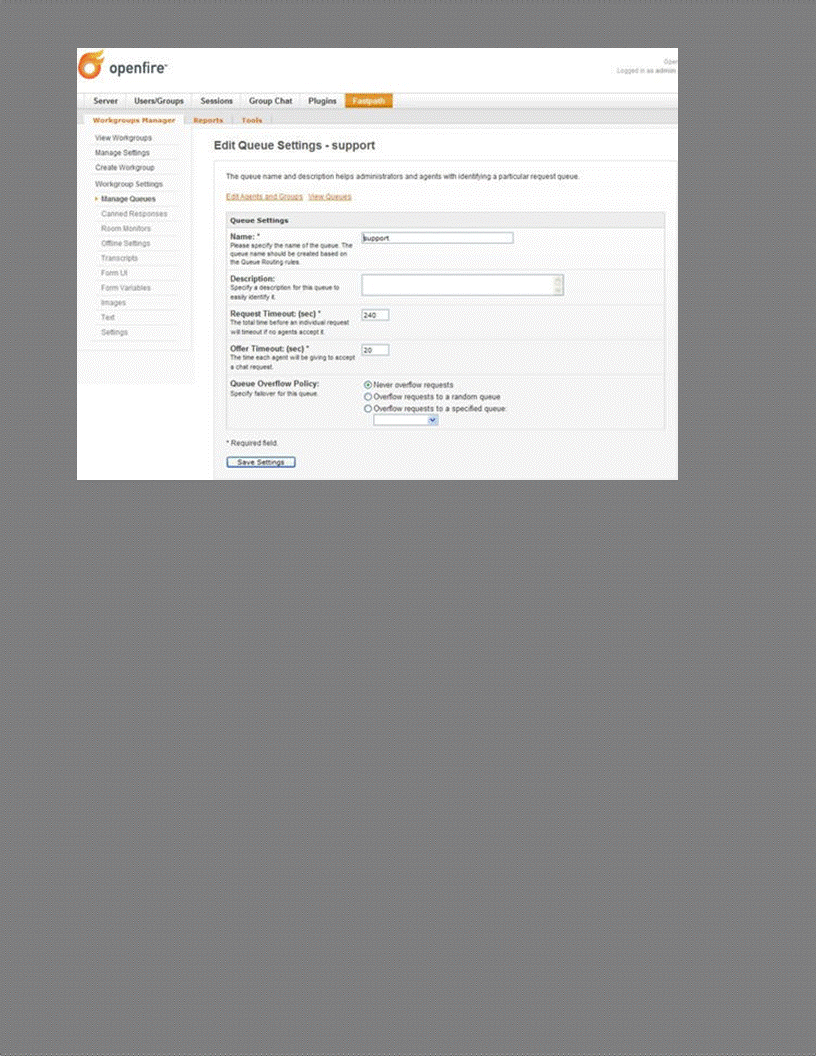 openfire™
Logged in as admin
Server Users/Groups Sessions Group Chat Plugins Fastpath
Workgroups Manager Reports Tools
View Workgroups
Manage Settings
Create Workgroup
Workgroup Settings
Manage Queues
Canned Responses
Room Monitors
Offline Settings
Transcripts
Form UI
Form Variables
Images
Text
Settings
Edit Queue Settings - support
The queue name and description helps administrators and agents with identifying a particular request queue.
Edit Agents and Groups View Queues
Queue Settings
Name: *
Please specify the name of the queue. The
queue name should be created based on
the Queue Routing rules.
support
Description:
Specify a description for this queue to
easily identify it.
Request Timeout: (sec) *
The total time before an individual request
will timeout if no agents accept it.
240
Offer Timeout: (sec) *
The time each agent will be giving to accept
a chat request.
20
Queue Overflow Policy:
Specify failover for this queue.
Never overflow requests
Overflow requests to a random queue
Overflow requests to a specified queue:
* Required field.
Save Settings